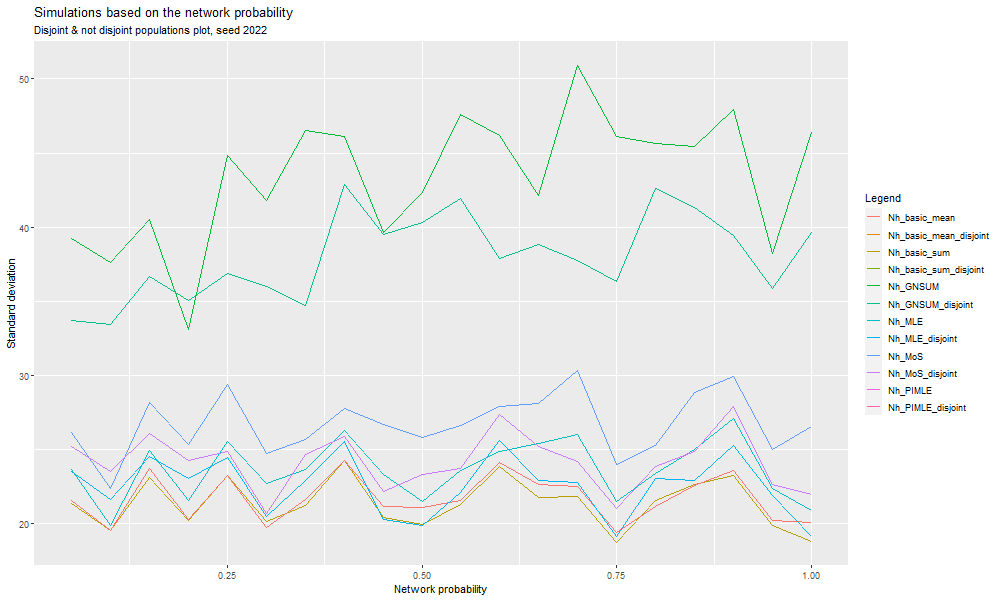 Simulations based on the network probability
Disjoint & not disjoint populations plot, seed 2022
50
40
30
20
Standard deviation
0.25
0.50
0.75
1.00
Network probability
Legend
Nh_basic_mean
Nh_basic_mean_disjoint
Nh_basic_sum
Nh_basic_sum_disjoint
Nh_GNSUM
Nh_GNSUM_disjoint
Nh_MLE
Nh_MLE_disjoint
Nh_MoS
Nh_MoS_disjoint
Nh_PIMLE
Nh_PIMLE_disjoint